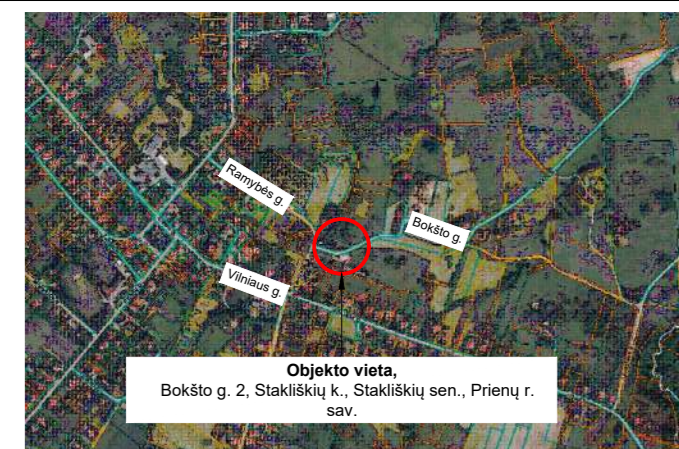 Ramybės g.
Bokšto g.
Vilniaus g.
Objekto vieta,
Bokšto g. 2, Stakliškių k., Stakliškių sen., Prienų r.
sav.